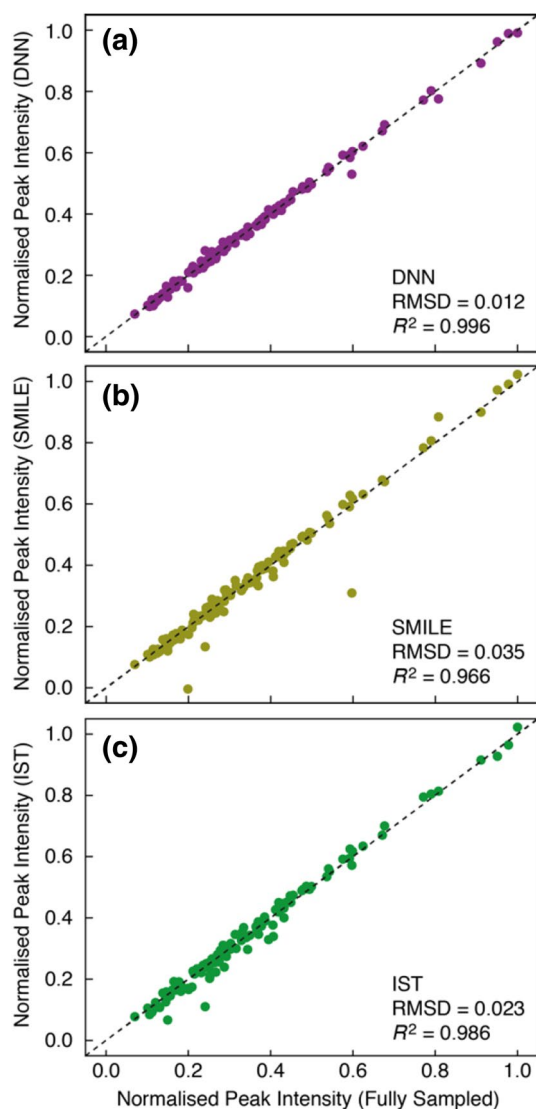 (a)
Normalised Peak Intensity (DNN)
1.0
0.8
0.6
0.4
0.2
0.0
DNN
RMSD = 0.012
R² = 0.996
(b)
Normalised Peak Intensity (SMILE)
1.0
0.8
0.6
0.4
0.2
0.0
SMILE
RMSD = 0.035
R² = 0.966
(c)
Normalised Peak Intensity (IST)
1.0
0.8
0.6
0.4
0.2
0.0
IST
RMSD = 0.023
R² = 0.986
0.0 0.2 0.4 0.6 0.8 1.0
Normalised Peak Intensity (Fully Sampled)